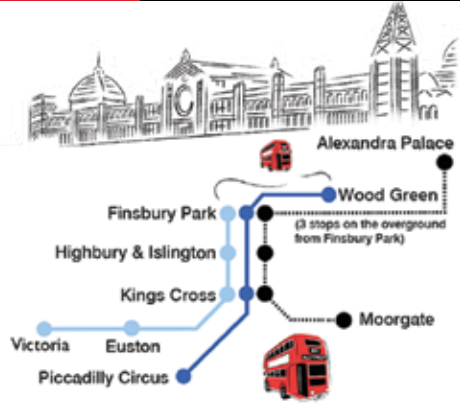 Alexandra Palace
Wood Green
Finsbury Park
(3 stops on the overground
from Finsbury Park)
Highbury & Islington
Kings Cross
Moorgate
Victoria
Euston
Piccadilly Circus